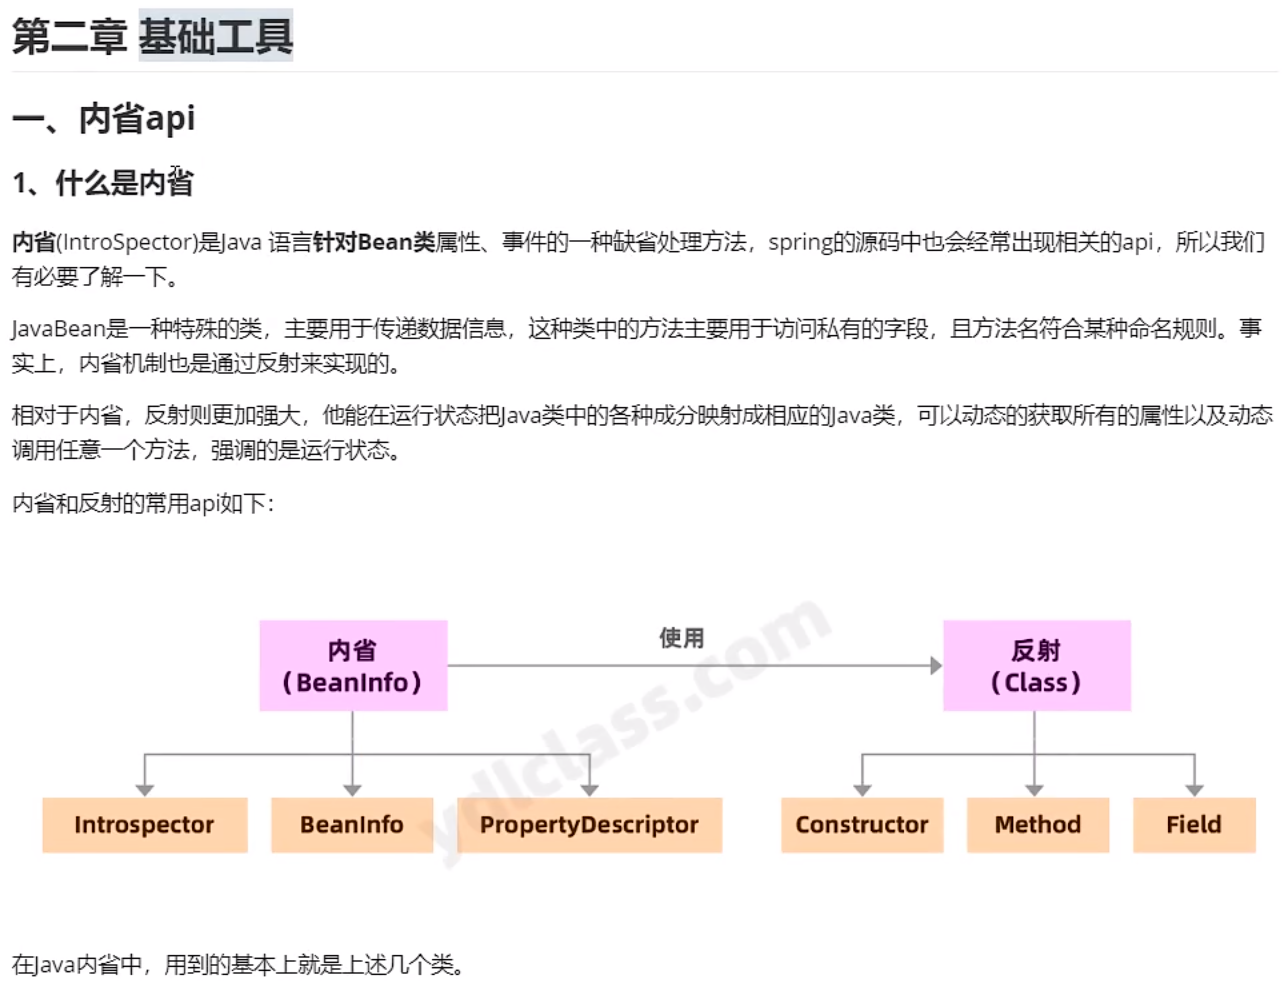 第二章 基础工具
一、内省api
1、什么是内省
内省(IntroSpector)是Java 语言针对Bean类属性、事件的一种缺省处理方法，spring的源码中也会经常出现相关的api，所以我们
有必要了解一下。
JavaBean是一种特殊的类，主要用于传递数据信息，这种类中的方法主要用于访问私有的字段，且方法名符合某种命名规则。事
实上，内省机制也是通过反射来实现的。
相对于内省，反射则更加强大，他能在运行状态把Java类中的各种成分映射成相应的Java类，可以动态的获取所有的属性以及动态
调用任意一个方法，强调的是运行状态。
内省和反射的常用api如下：
内省
（BeanInfo）
使用
反射
（Class）
Introspector
BeanInfo
PropertyDescriptor
Constructor
Method
Field
ydlclass.com
在Java内省中，用到的基本上就是上述几个类。